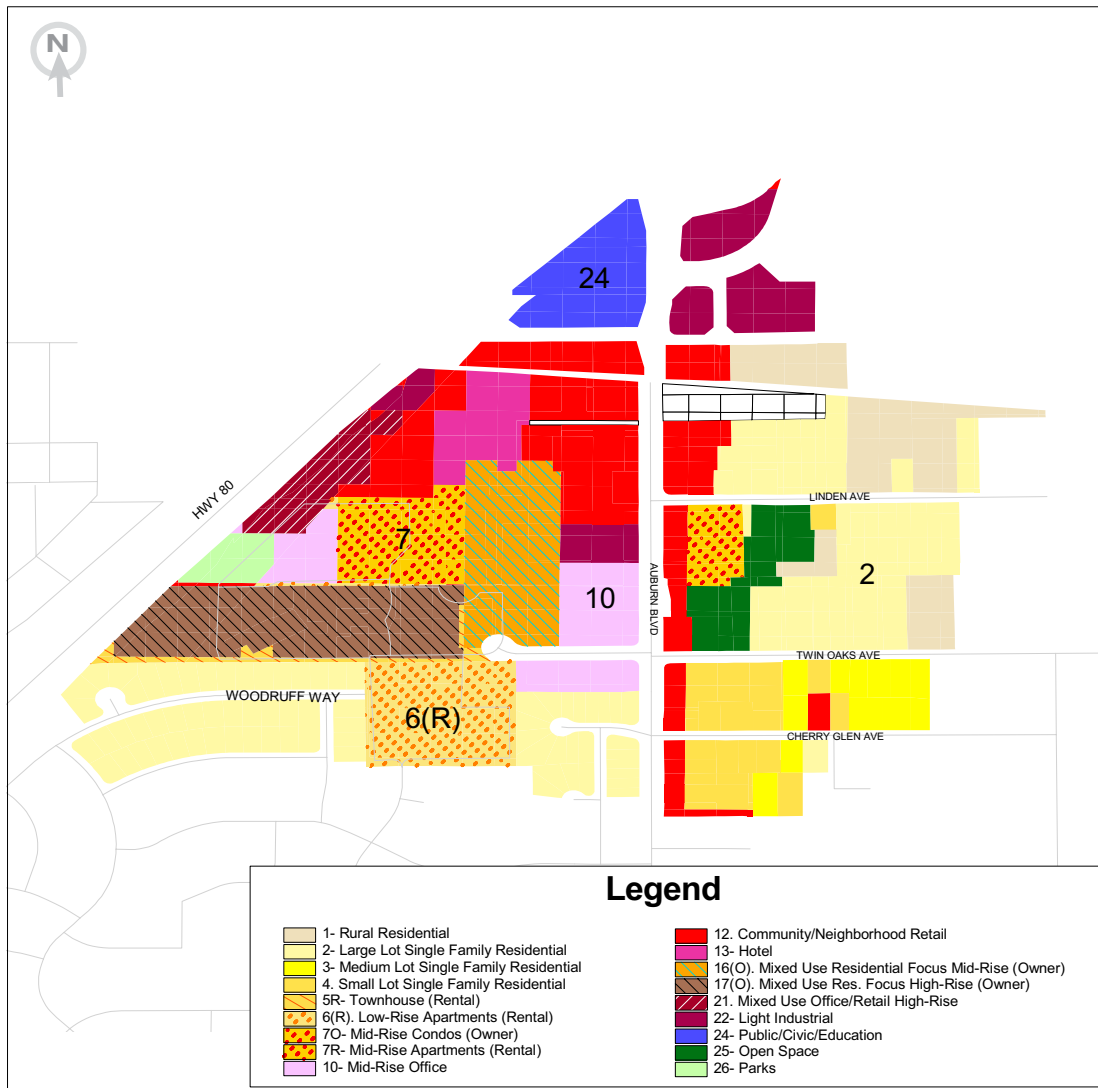 N
24
HWY 80
LINDEN AVE
7
2
10
AUBURN BLVD
TWIN OAKS AVE
WOODRUFF WAY
6(R)
CHERRY GLEN AVE
Legend
1- Rural Residential
2- Large Lot Single Family Residential
3- Medium Lot Single Family Residential
4. Small Lot Single Family Residential
5R- Townhouse (Rental)
6(R). Low-Rise Apartments (Rental)
7O- Mid-Rise Condos (Owner)
7R- Mid-Rise Apartments (Rental)
10- Mid-Rise Office
12. Community/Neighborhood Retail
13- Hotel
16(O). Mixed Use Residential Focus Mid-Rise (Owner)
17(O). Mixed Use Res. Focus High-Rise (Owner)
21. Mixed Use Office/Retail High-Rise
22- Light Industrial
24- Public/Civic/Education
25- Open Space
26- Parks